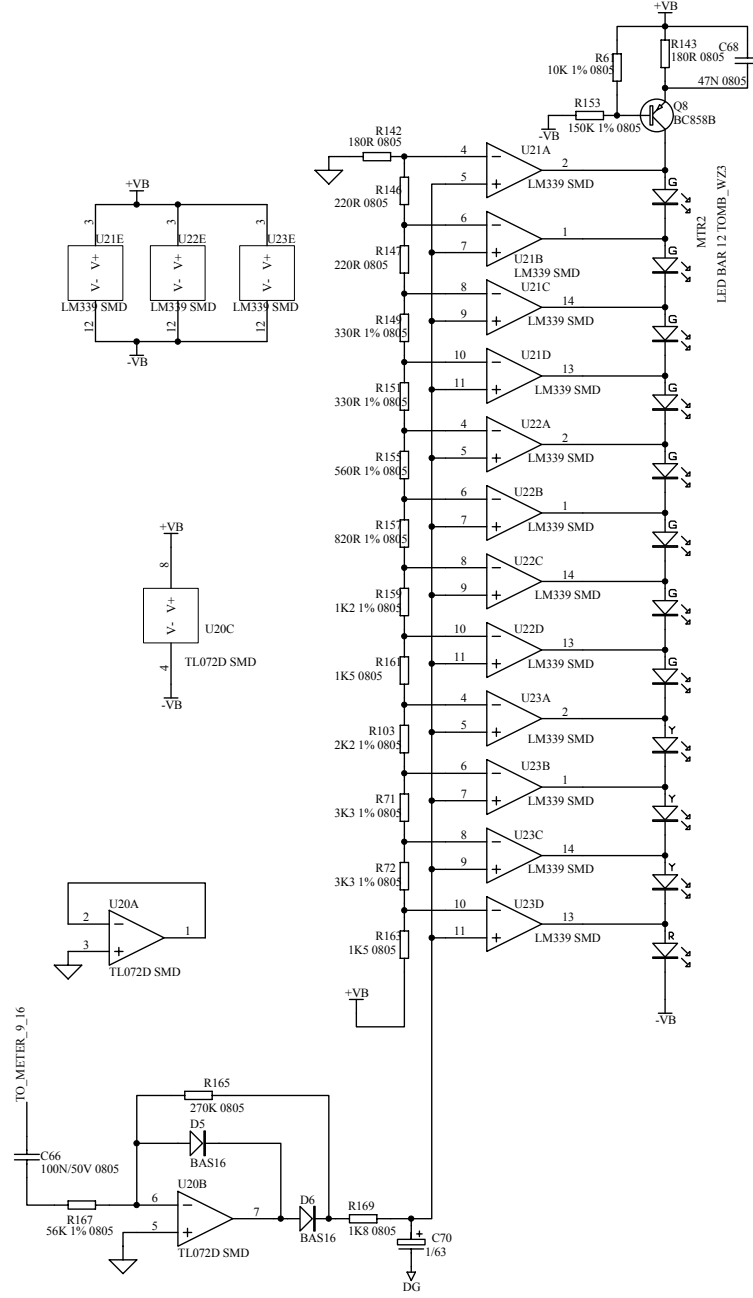 +VB
R6
10K 1% 0805
R143
180R 0805
C68
47N 0805
R153
150K 1% 0805
-VB
Q8
BC858B
R142
180R 0805
4
5
U21A
2
LM339 SMD
G
R146
220R 0805
6
7
1
U21B
LM339 SMD
G
MTR2
LED BAR 12 TOMB_WZ3
R147
220R 0805
8
9
U21C
14
LM339 SMD
G
R149
330R 1% 0805
10
11
U21D
13
LM339 SMD
G
R151
330R 1% 0805
4
5
U22A
2
LM339 SMD
G
R155
560R 1% 0805
6
7
U22B
1
LM339 SMD
G
R157
820R 1% 0805
8
9
U22C
14
LM339 SMD
G
R159
1K2 1% 0805
10
11
U22D
13
LM339 SMD
G
R161
1K5 0805
4
5
U23A
2
LM339 SMD
Y
R103
2K2 1% 0805
6
7
U23B
1
LM339 SMD
Y
R71
3K3 1% 0805
8
9
U23C
14
LM339 SMD
Y
R72
3K3 1% 0805
10
11
U23D
13
LM339 SMD
R
R163
1K5 0805
+VB
-VB
+VB
3
U21E
V- V+
LM339 SMD
12
3
U22E
V- V+
LM339 SMD
12
3
U23E
V- V+
LM339 SMD
12
-VB
+VB
8
V- V+
U20C
4
TL072D SMD
-VB
U20A
2
3
1
TL072D SMD
TO_METER_9_16
C66
100N/50V 0805
R167
56K 1% 0805
R165
270K 0805
D5
BAS16
U20B
6
5
7
TL072D SMD
D6
BAS16
R169
1K8 0805
+
C70
1/63
DG